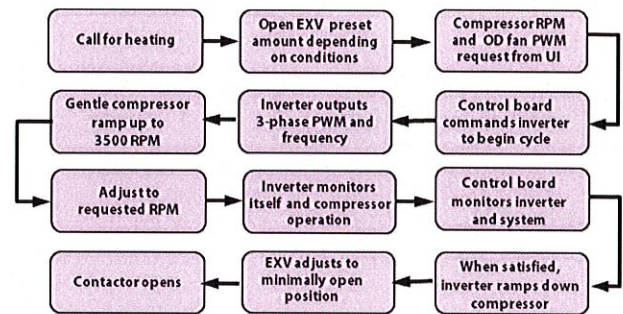 Call for heating
Open EXV preset
amount depending
on conditions
Compressor RPM
and OD fan PWM
request from UI
Control board
commands inverter
to begin cycle
Inverter outputs
3-phase PWM and
frequency
Gentle compressor
ramp up to
3500 RPM
Adjust to
requested RPM
Inverter monitors
itself and compressor
operation
Control board
monitors inverter
and system
When satisfied,
inverter ramps down
compressor
EXV adjusts to
minimally open
position
Contactor opens